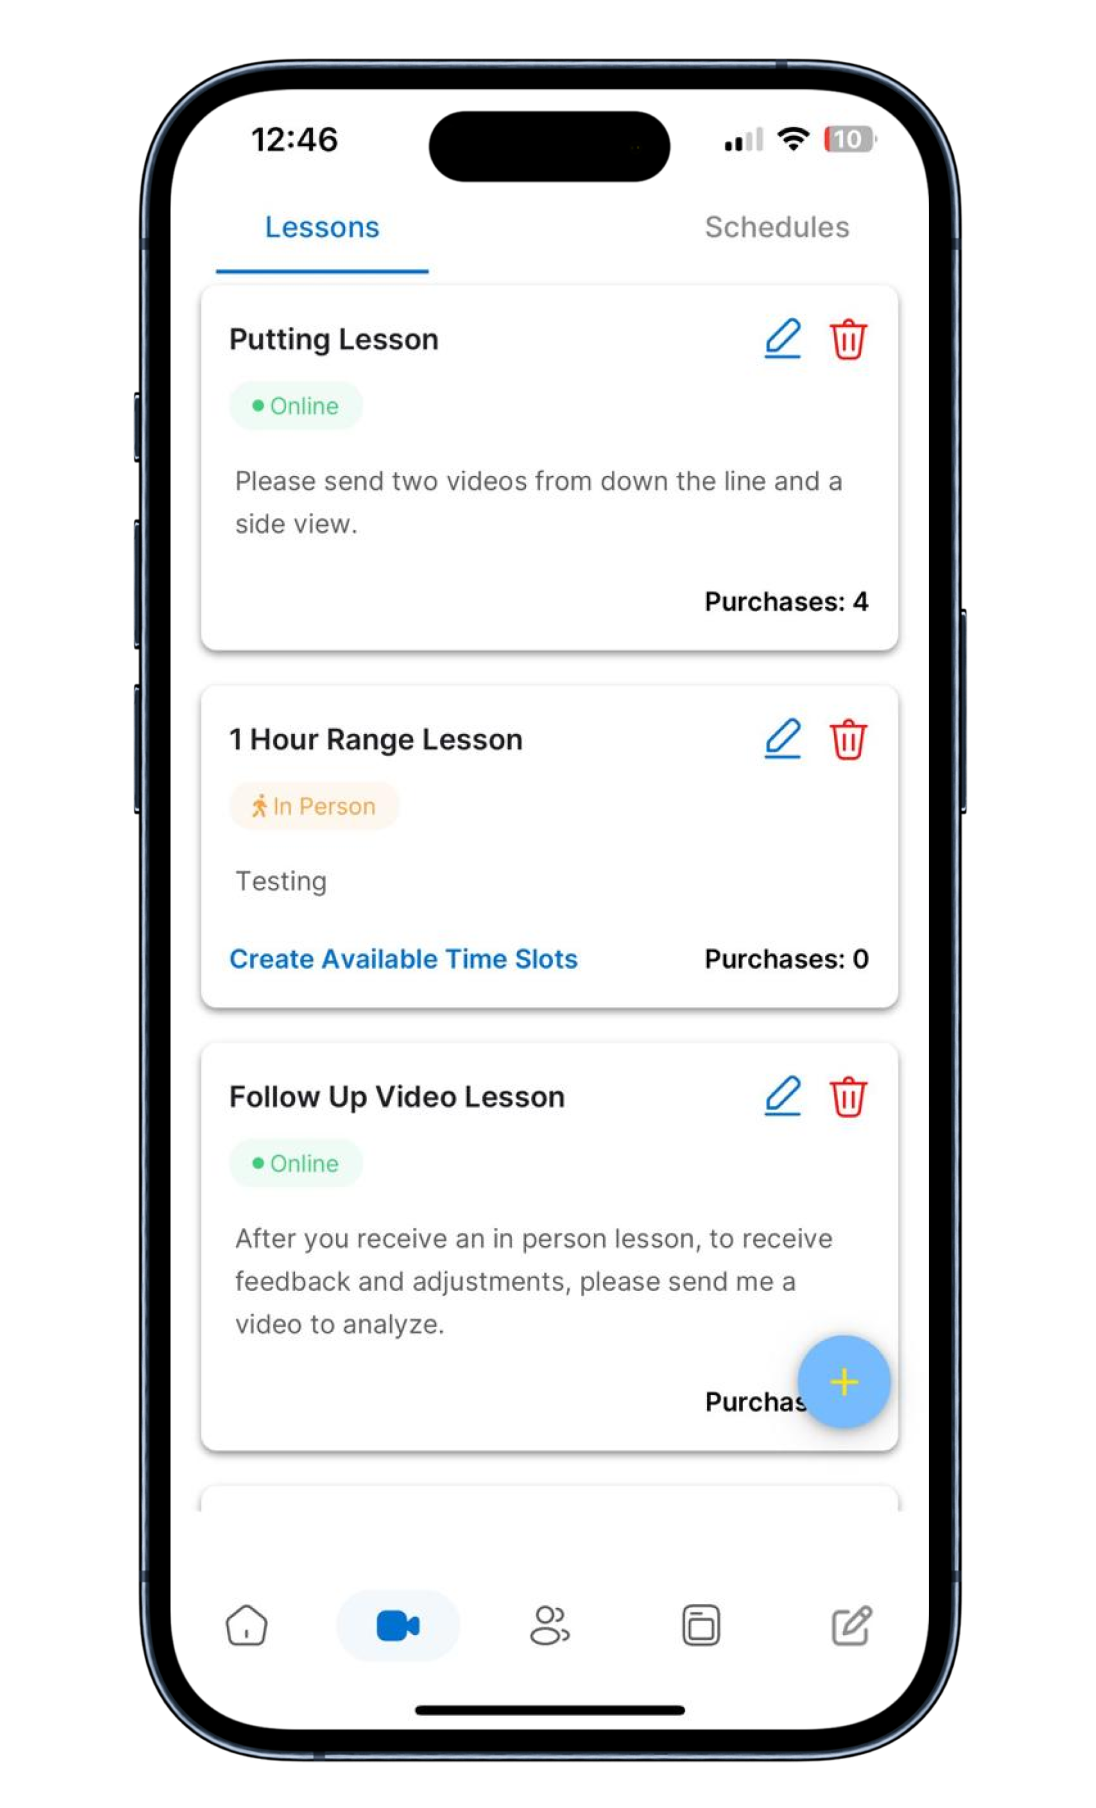 12:46
10
Lessons
Schedules
Putting Lesson
Online
Please send two videos from down the line and a
side view.
Purchases: 4
1 Hour Range Lesson
In Person
Testing
Create Available Time Slots
Purchases: 0
Follow Up Video Lesson
Online
After you receive an in person lesson, to receive
feedback and adjustments, please send me a
video to analyze.